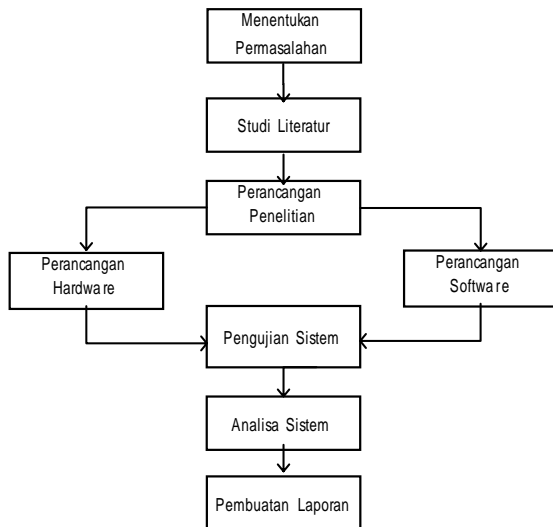 Menentukan
Permasalahan
Studi Literatur
Perancangan
Penelitian
Perancangan
Hardware
Perancangan
Software
Pengujian Sistem
Analisa Sistem
Pembuatan Laporan